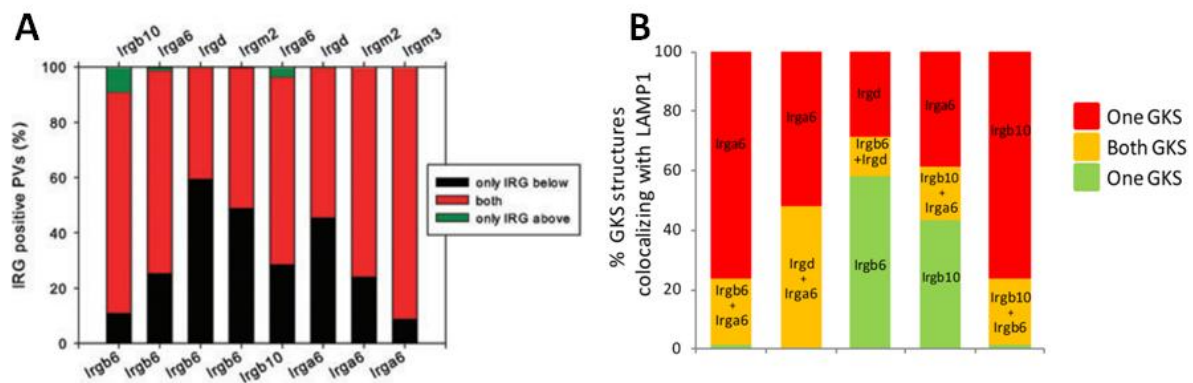 A
Irgb10
Irga6
Irgd
Irgm2
Irga6
Irgd
Irgm2
Irgm3
IRG positive PVs (%)
100
80
60
40
20
0
Irgb6
Irgb6
Irgb6
Irgb6
Irgb10
Irga6
Irga6
Irga6
only IRG below
both
only IRG above
B
% GKS structures
colocalizing with LAMP1
100
80
60
40
20
0
Irga6
Irgb6
+
Irga6
Irga6
Irgd
+
Irga6
Irgd
Irgb6
+Irgd
Irgb6
Irga6
Irgb10
+
Irga6
Irgb10
Irgb10
Irgb10
+
Irgb6
One GKS
Both GKS
One GKS